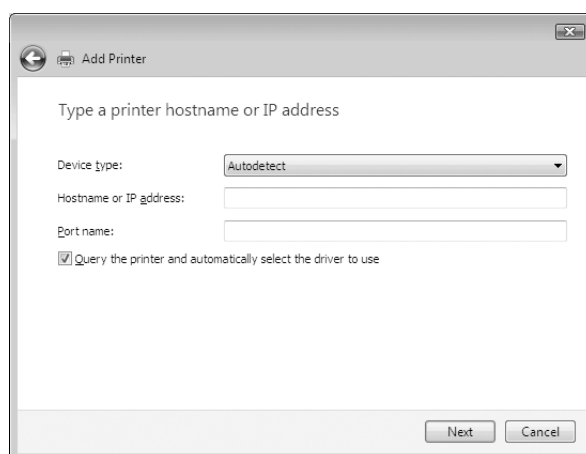 Add Printer
Type a printer hostname or IP address
Device type: Autodetect
Hostname or IP address:
Port name:
Query the printer and automatically select the driver to use
Next Cancel